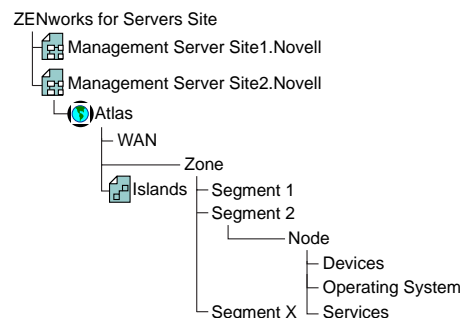 ZENworks for Servers Site
Management Server Site1.Novell
Management Server Site2.Novell
Atlas
WAN
Zone
Islands
Segment 1
Segment 2
Node
Devices
Operating System
Segment X
Services